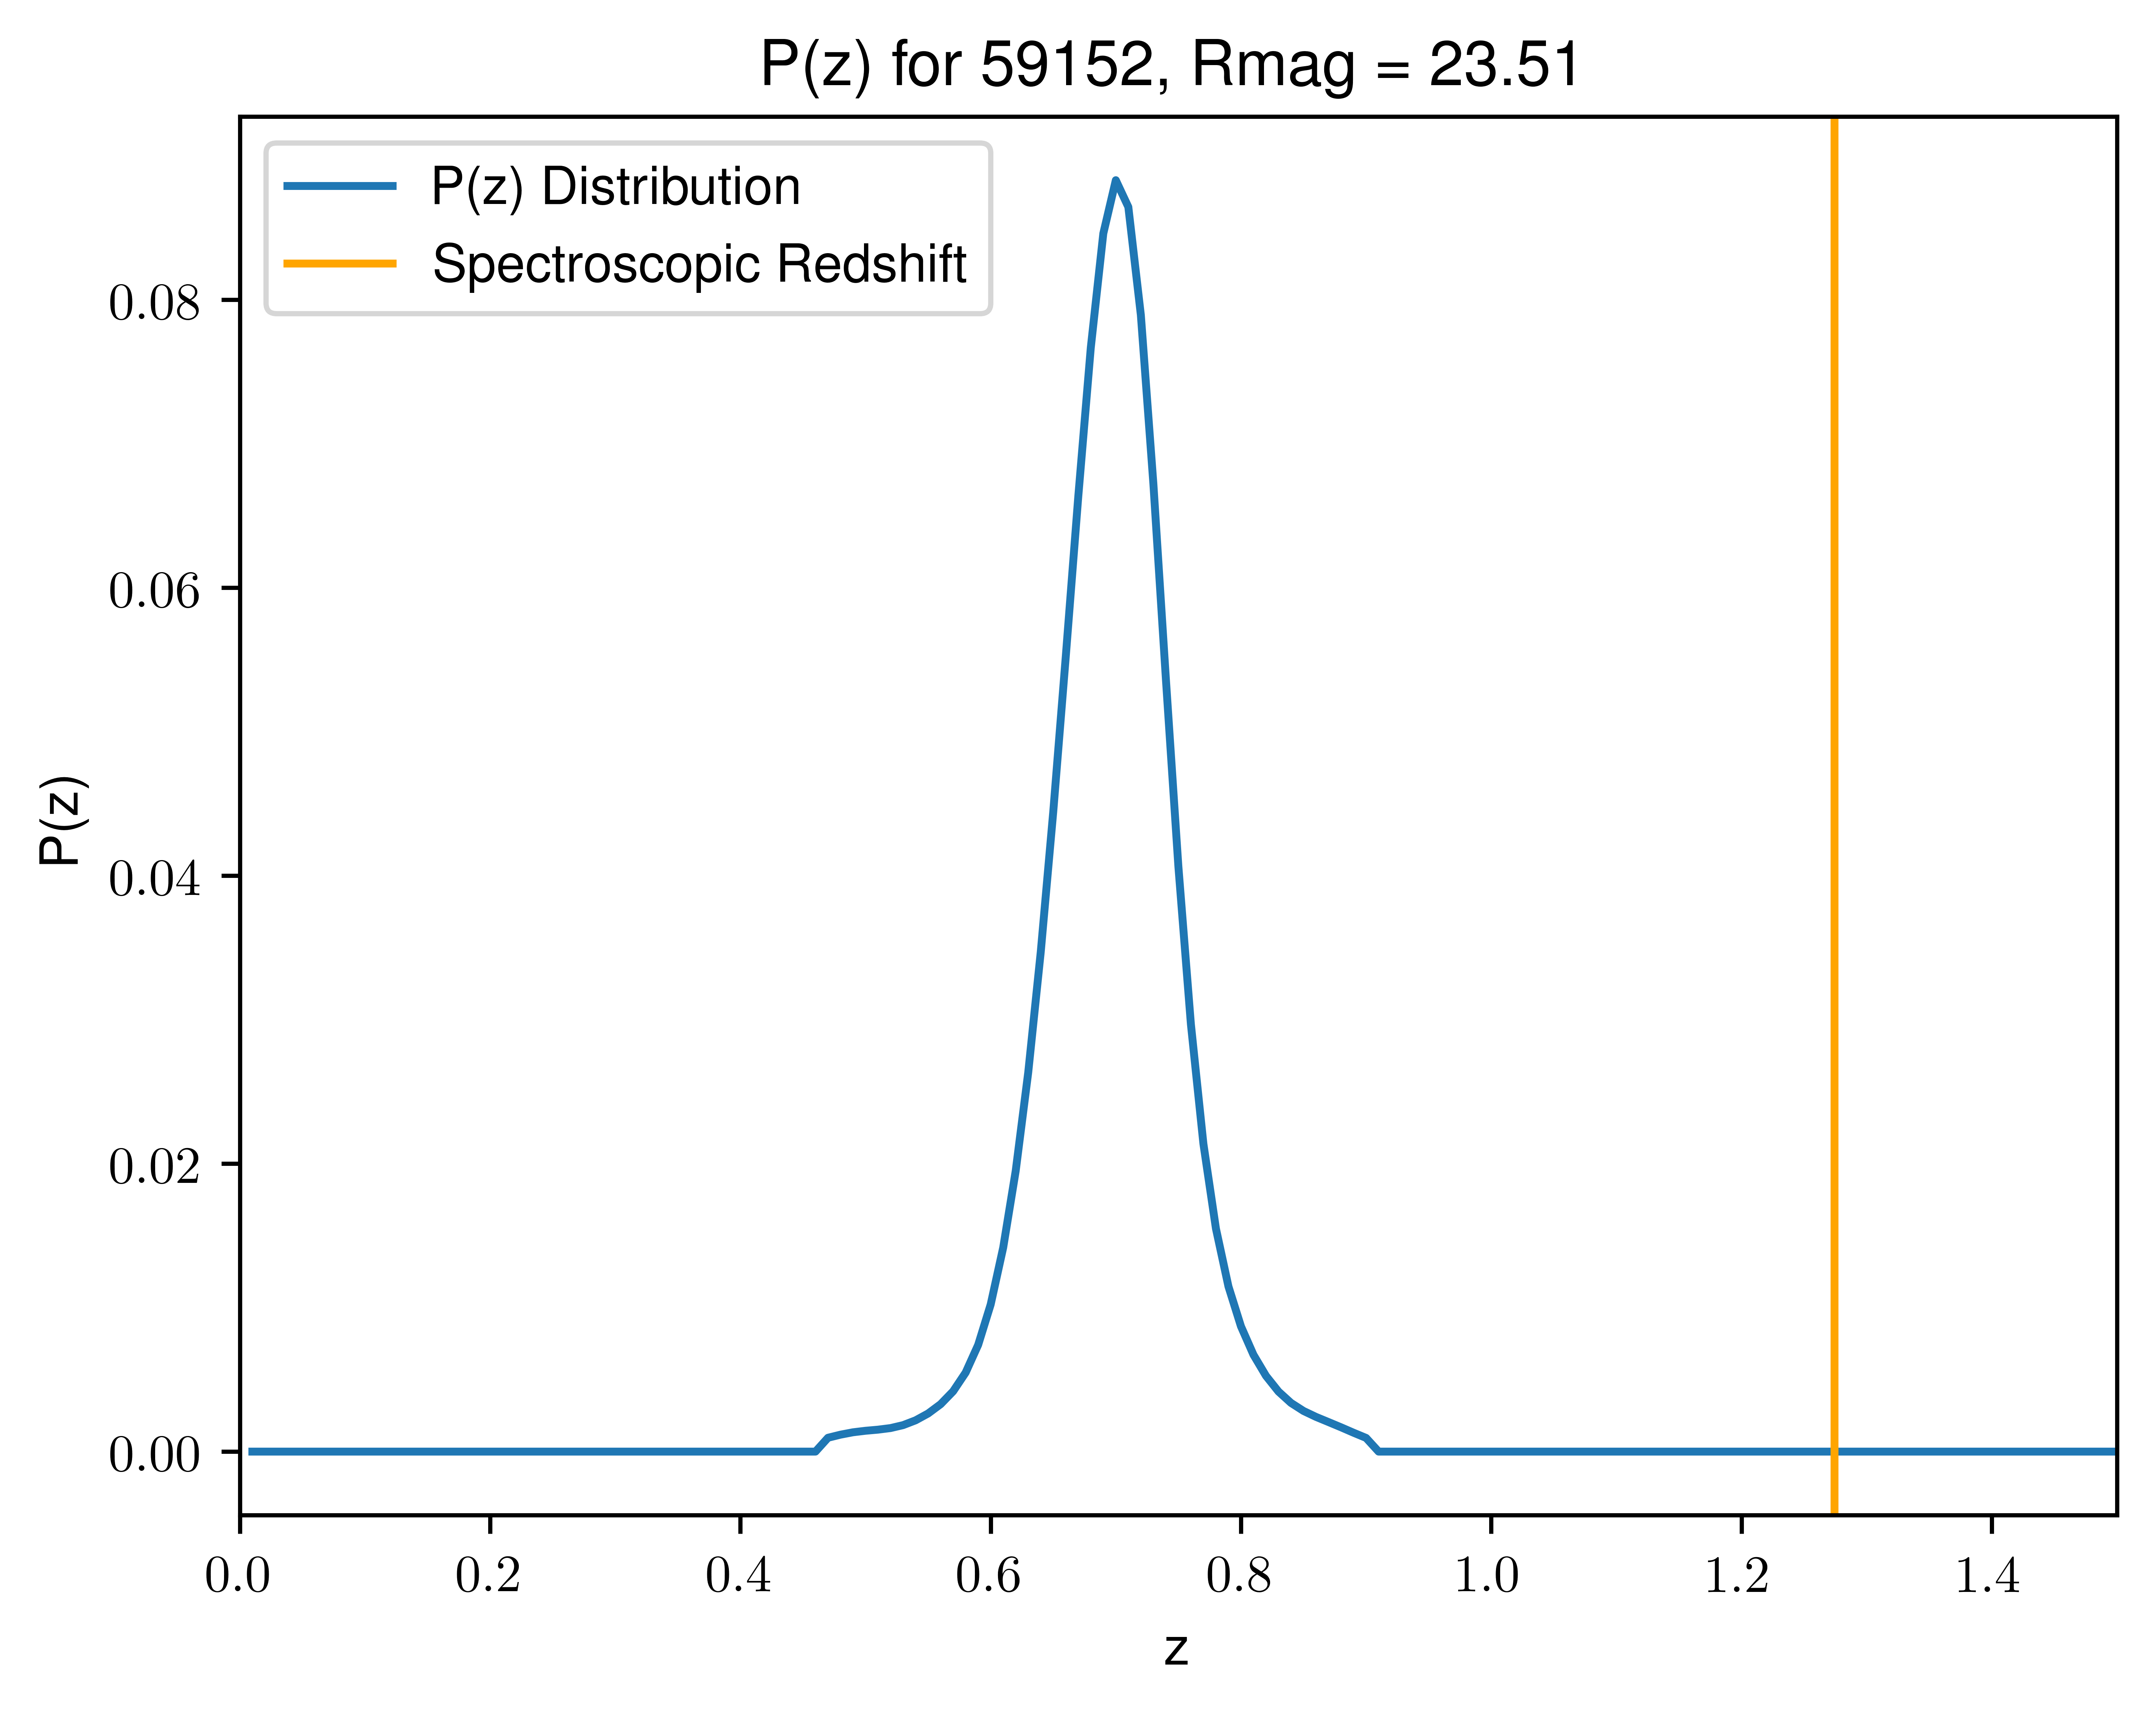 P(z) for 59152, Rmag = 23.51
P(z) Distribution
Spectroscopic Redshift
P(z)
0.08
0.06
0.04
0.02
0.00
0.0 0.2 0.4 0.6 0.8 1.0 1.2 1.4
z